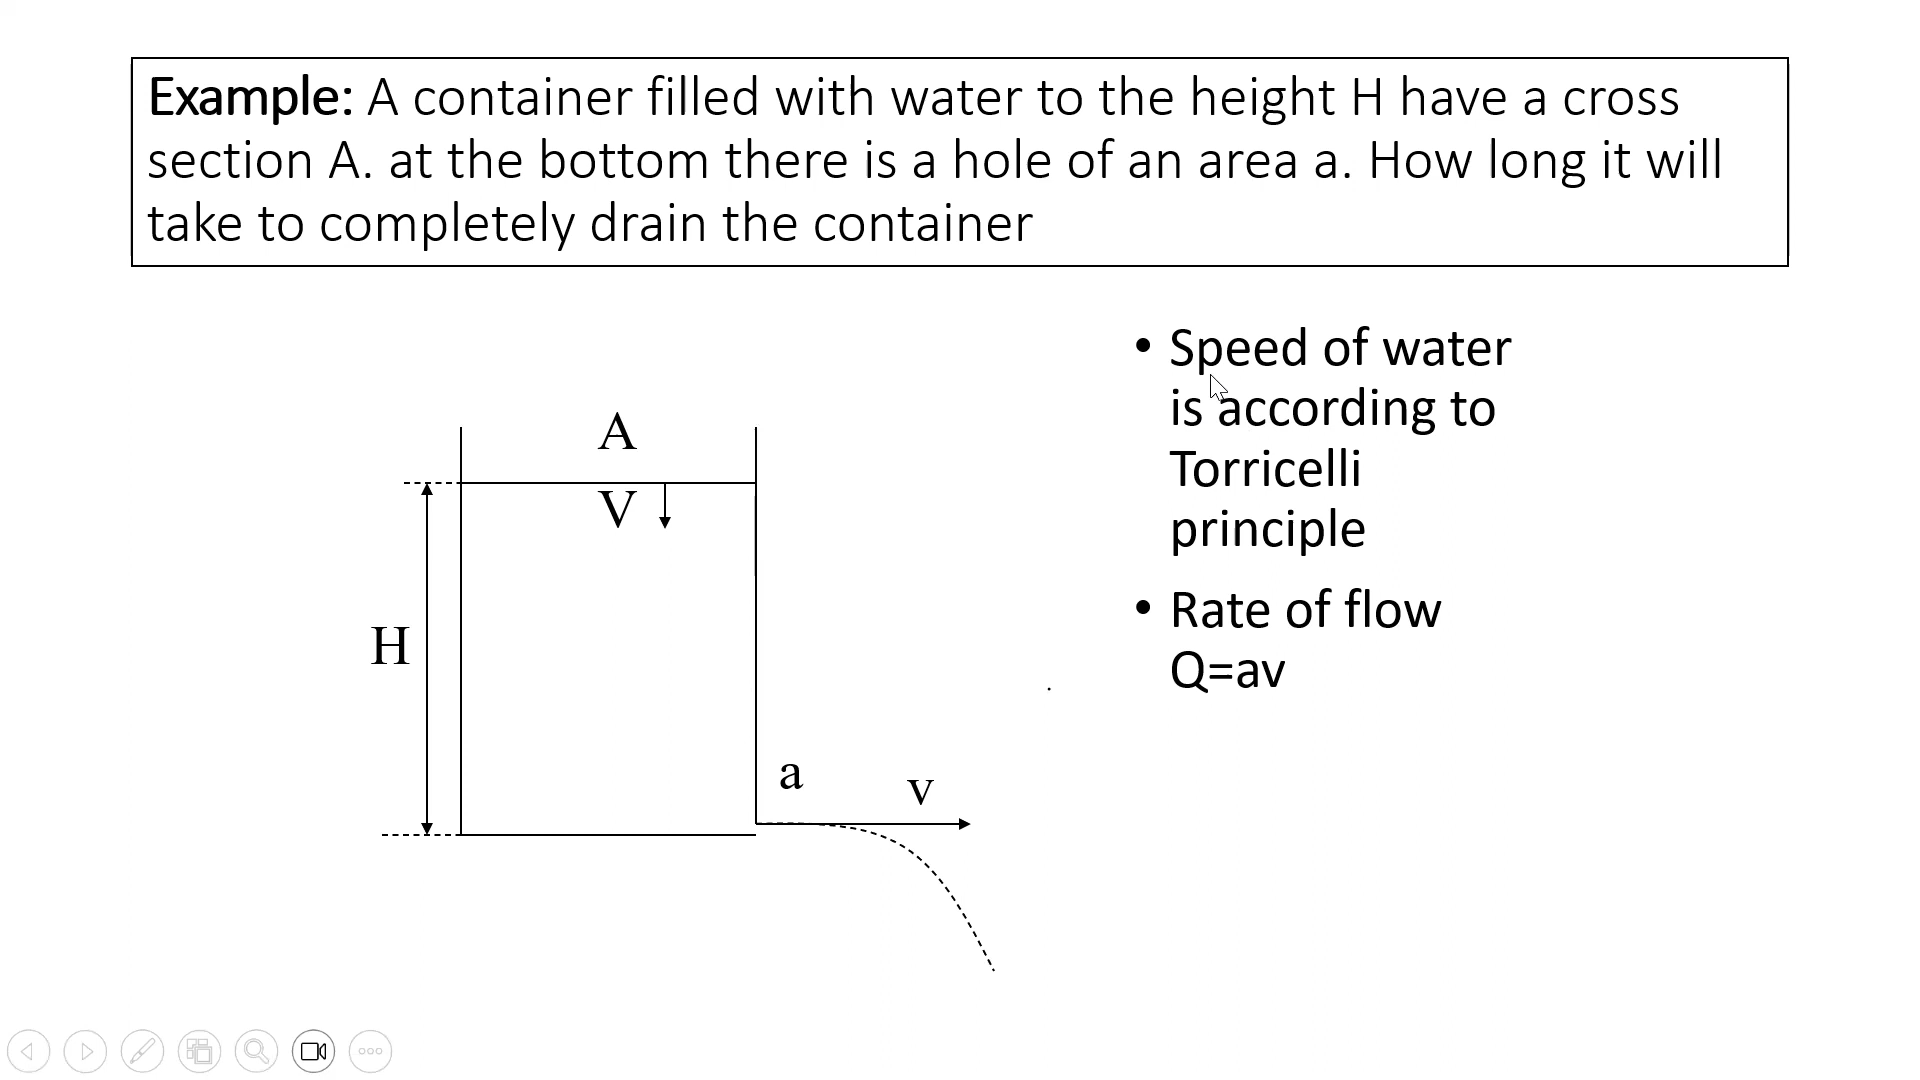 Example: A container filled with water to the height H have a cross
section A. at the bottom there is a hole of an area a. How long it will
take to completely drain the container
• Speed of water
is according to
Torricelli
principle
• Rate of flow
Q=av
A
V
H
a
v